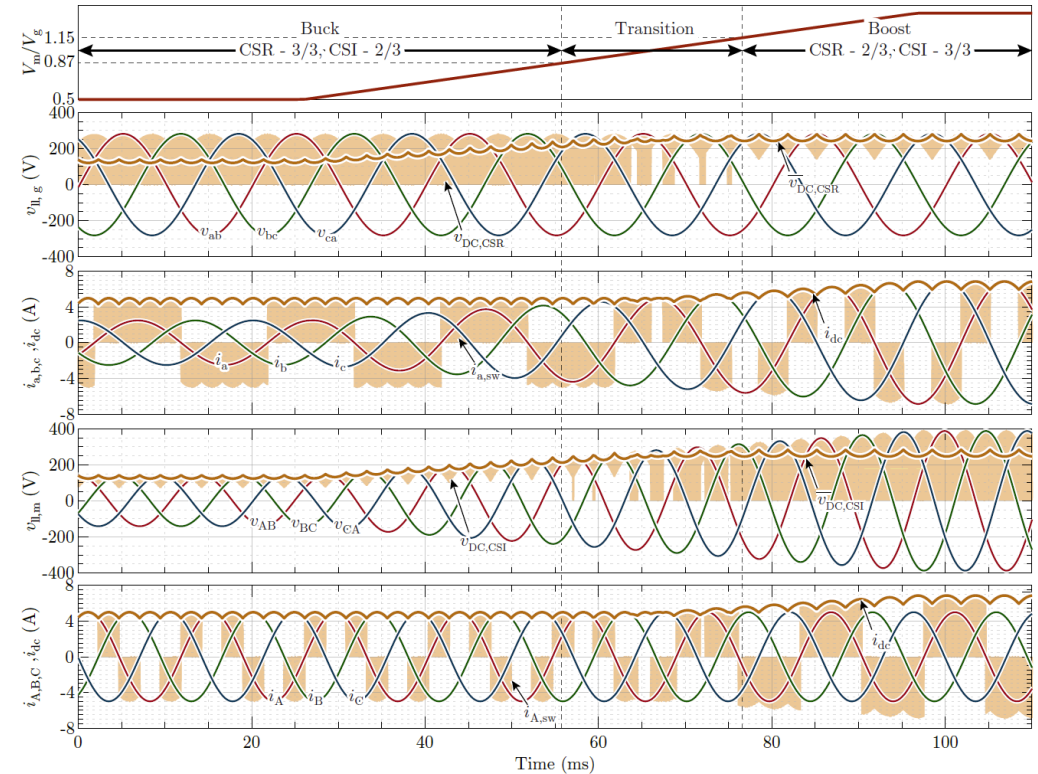 Buck Transition Boost
CSR - 3/3, CSI - 2/3 CSR - 2/3, CSI - 3/3
V_m/V_g
1.15
0.87
0.5
400
200
0
-200
-400
v_ll, g (V)
v_ab v_bc v_ca v_DC,CSR v̅_DC,CSR
8
4
0
-4
-8
i_a,b,c, i_dc (A)
i_a i_b i_c i_a,sw i_dc
400
200
0
-200
-400
v_ll,m (V)
v_AB v_BC v_CA v_DC,CSI v̅_DC,CSI
8
4
0
-4
-8
i_A,B,C, i_dc (A)
i_A i_B i_C i_A,sw i_dc
0 20 40 60 80 100
Time (ms)